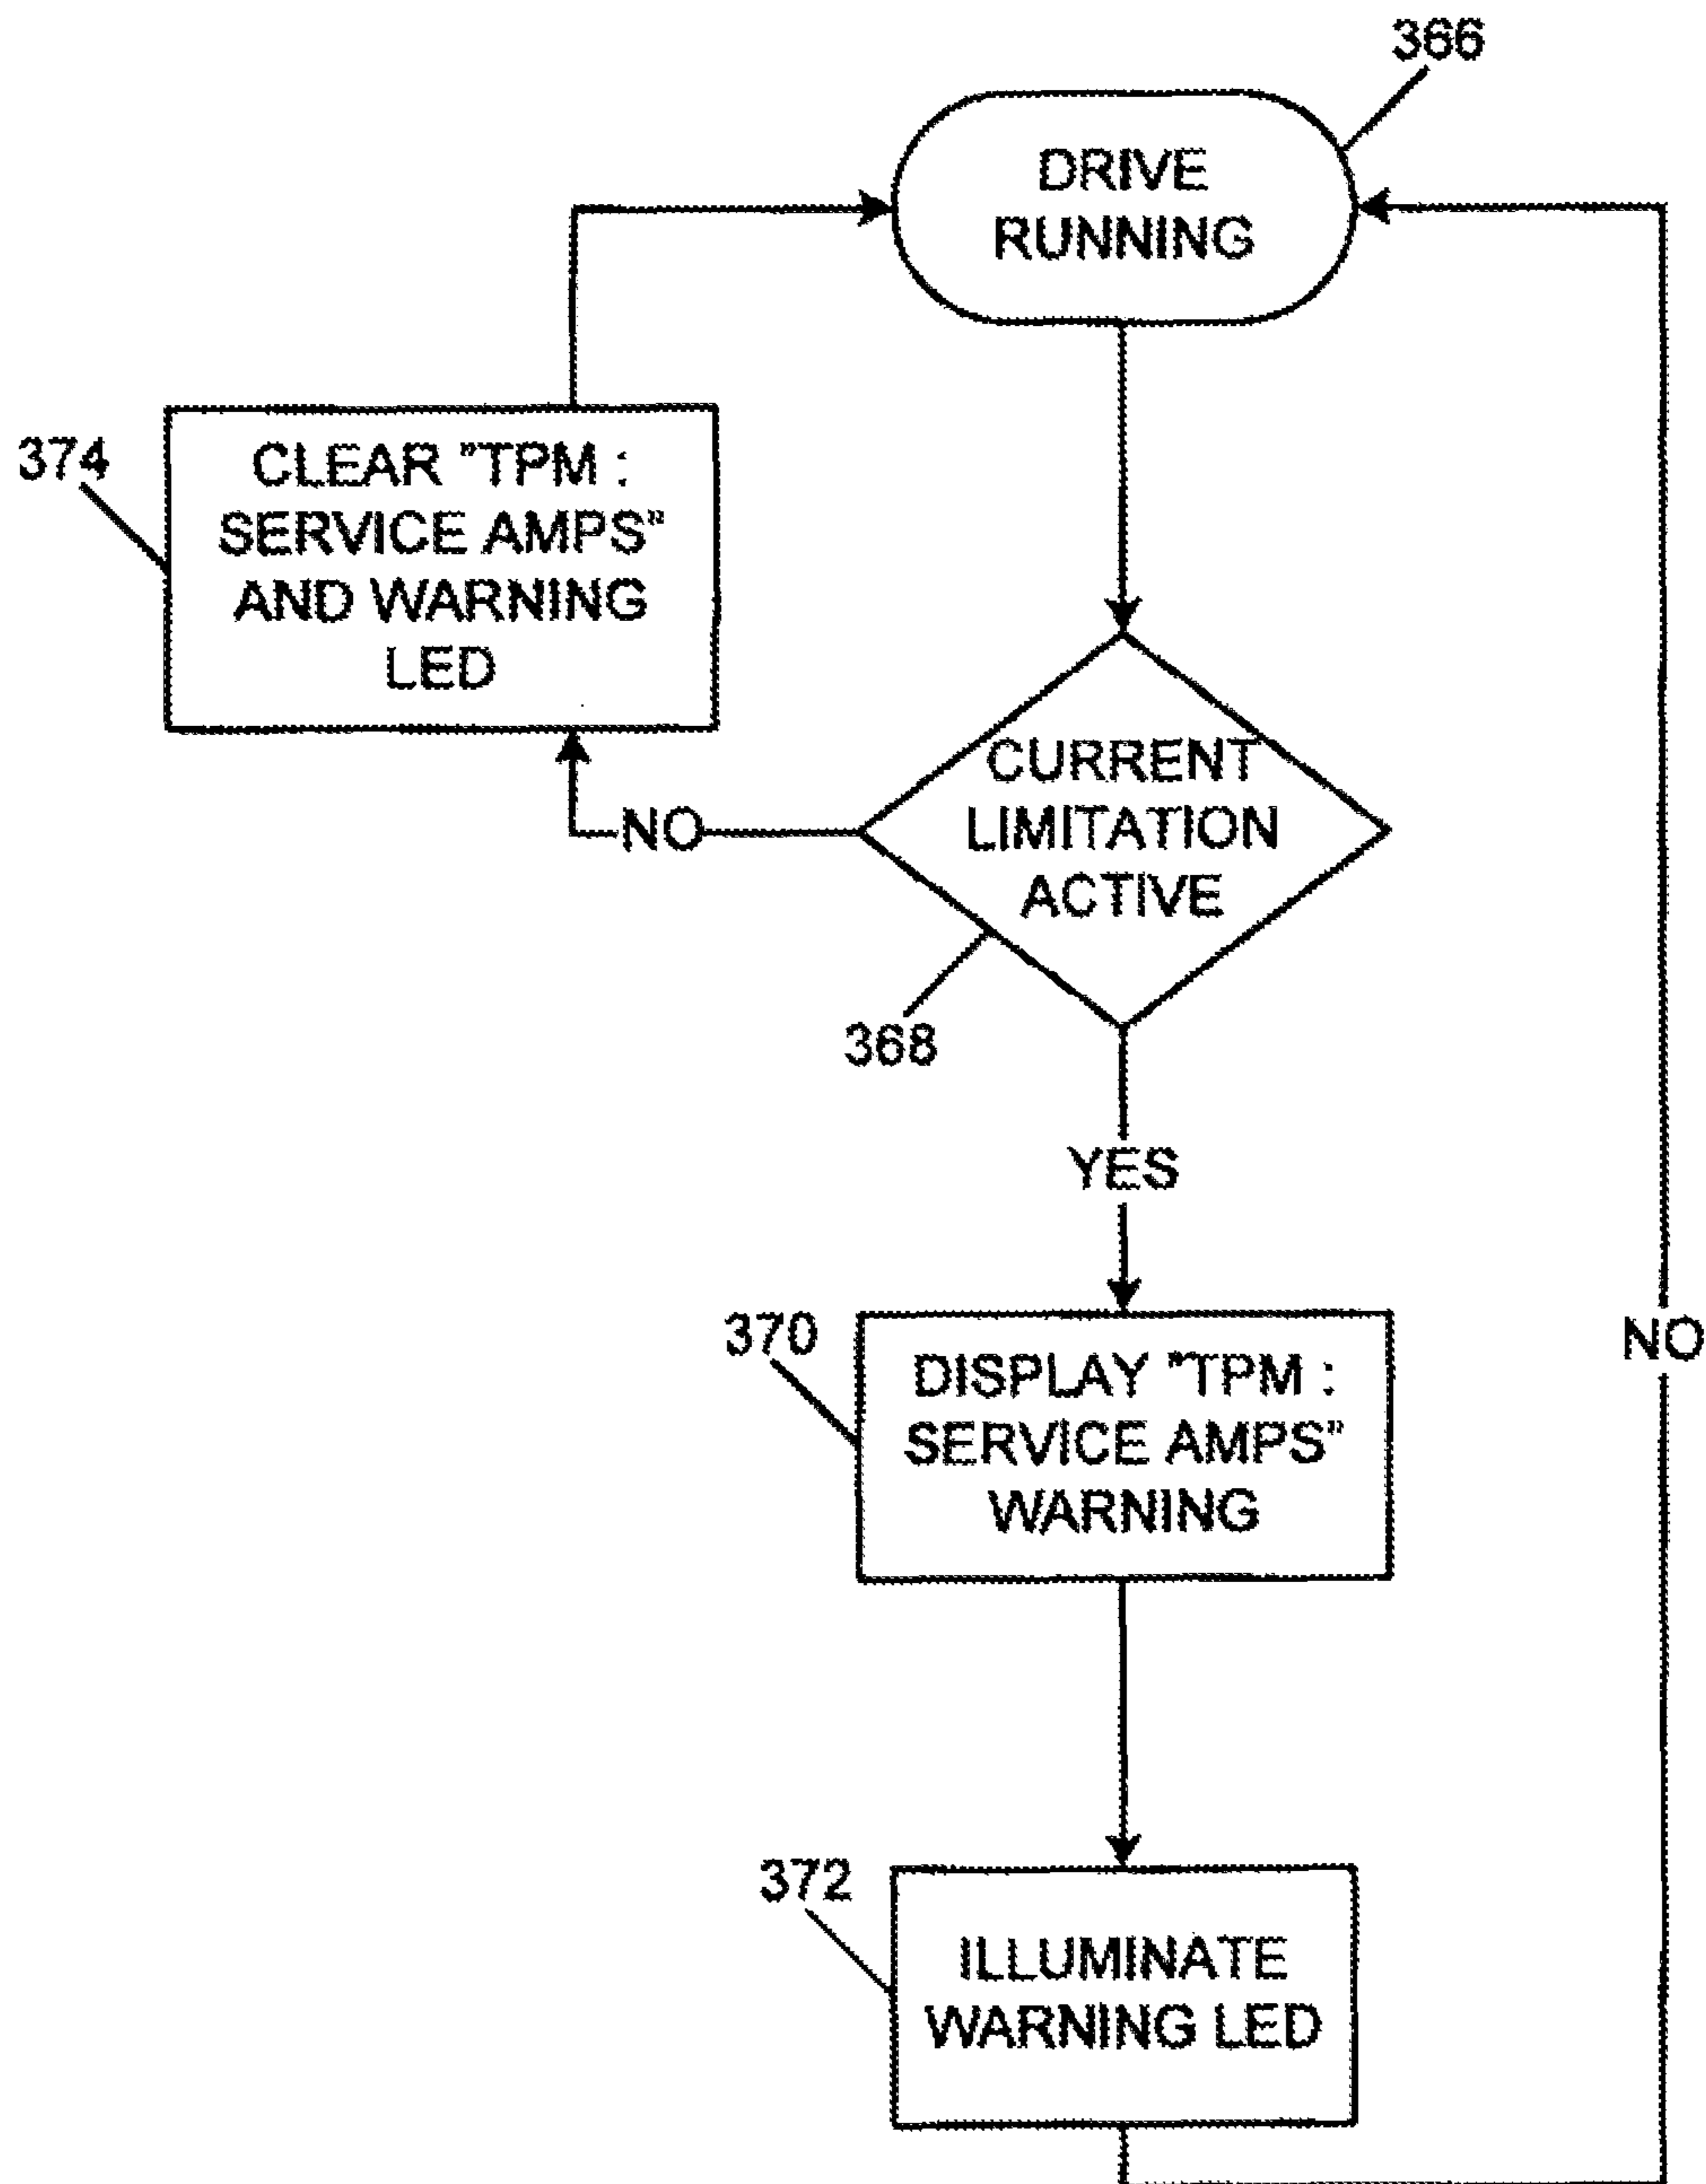 366
DRIVE
RUNNING
374
CLEAR "TPM :
SERVICE AMPS"
AND WARNING
LED
CURRENT
LIMITATION
ACTIVE
NO
368
YES
370
DISPLAY "TPM :
SERVICE AMPS"
WARNING
NO
372
ILLUMINATE
WARNING LED